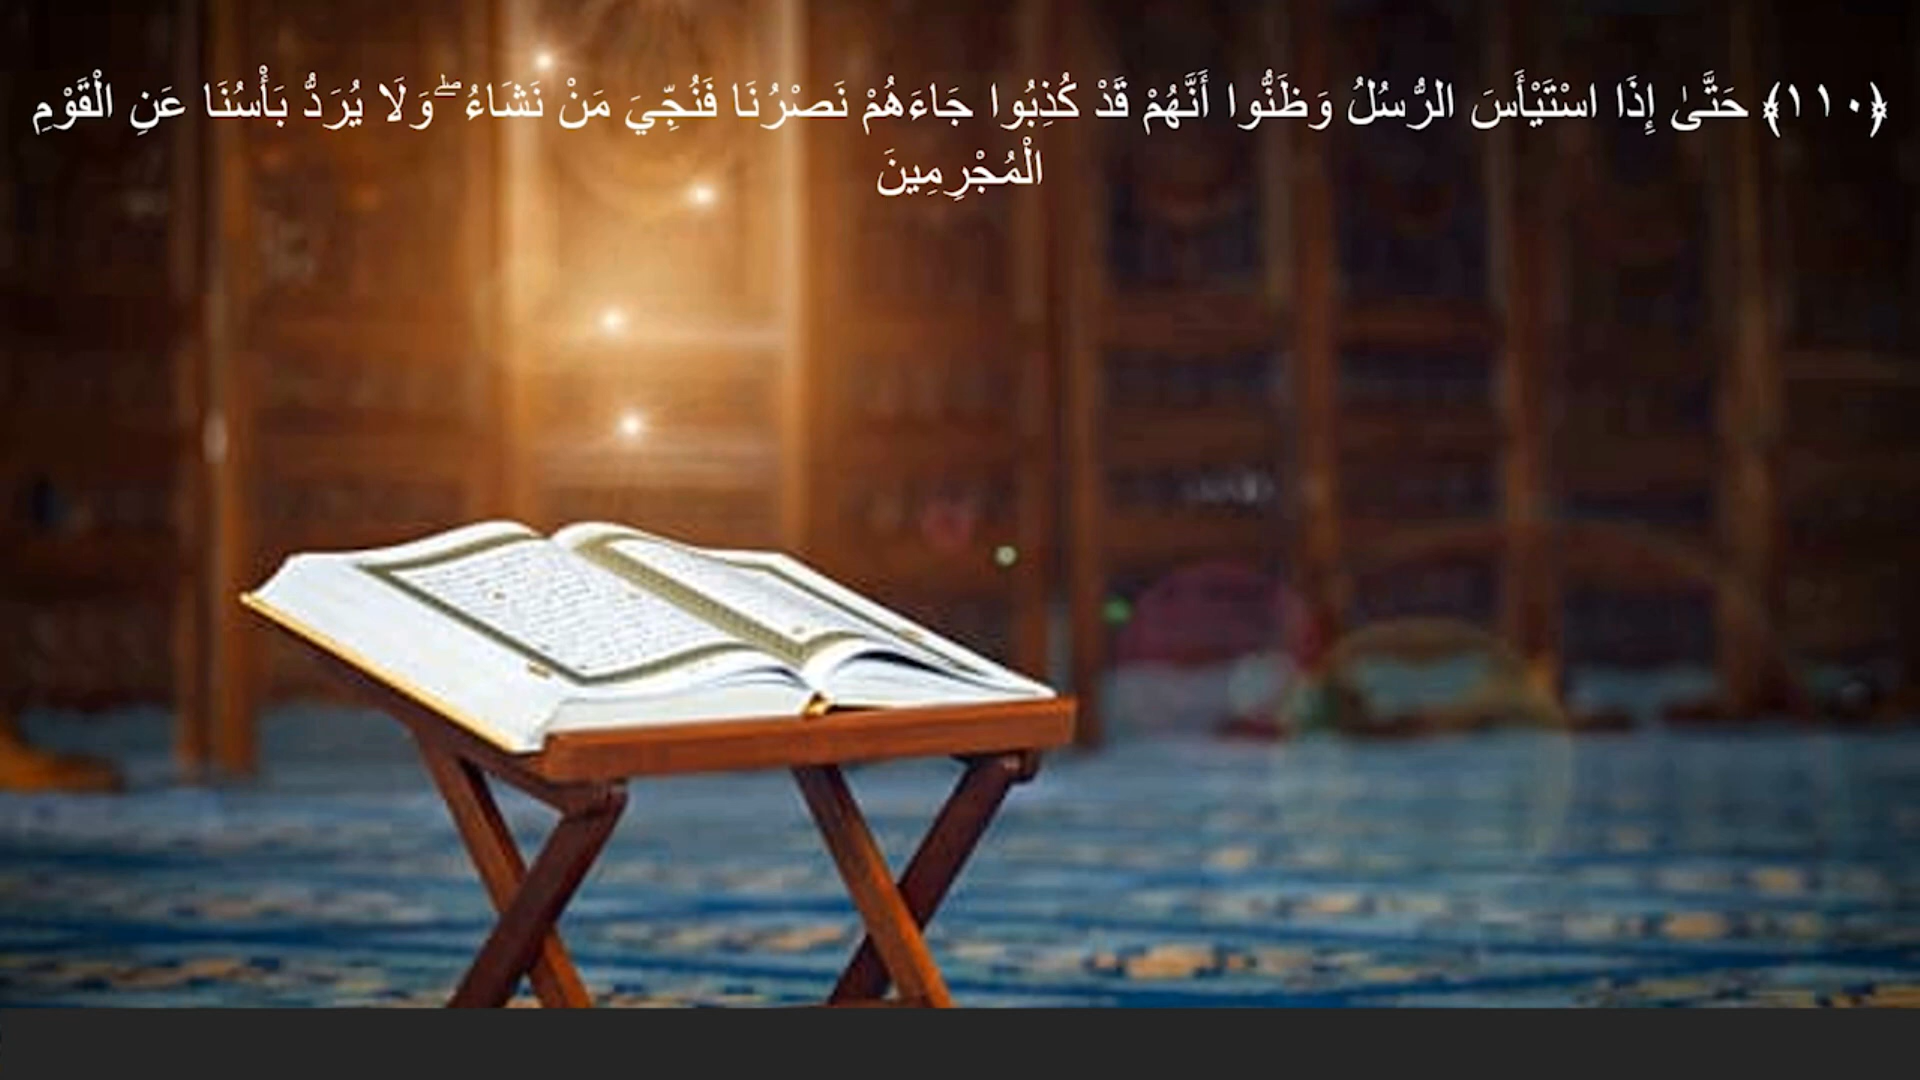 ﴿١١٠﴾ حَتَّىٰ إِذَا اسْتَيْأَسَ الرُّسُلُ وَظَنُّوا أَنَّهُمْ قَدْ كُذِبُوا جَاءَهُمْ نَصْرُنَا فَنُجِّيَ مَنْ نَشَاءُ ۖ وَلَا يُرَدُّ بَأْسُنَا عَنِ الْقَوْمِ
الْمُجْرِمِينَ